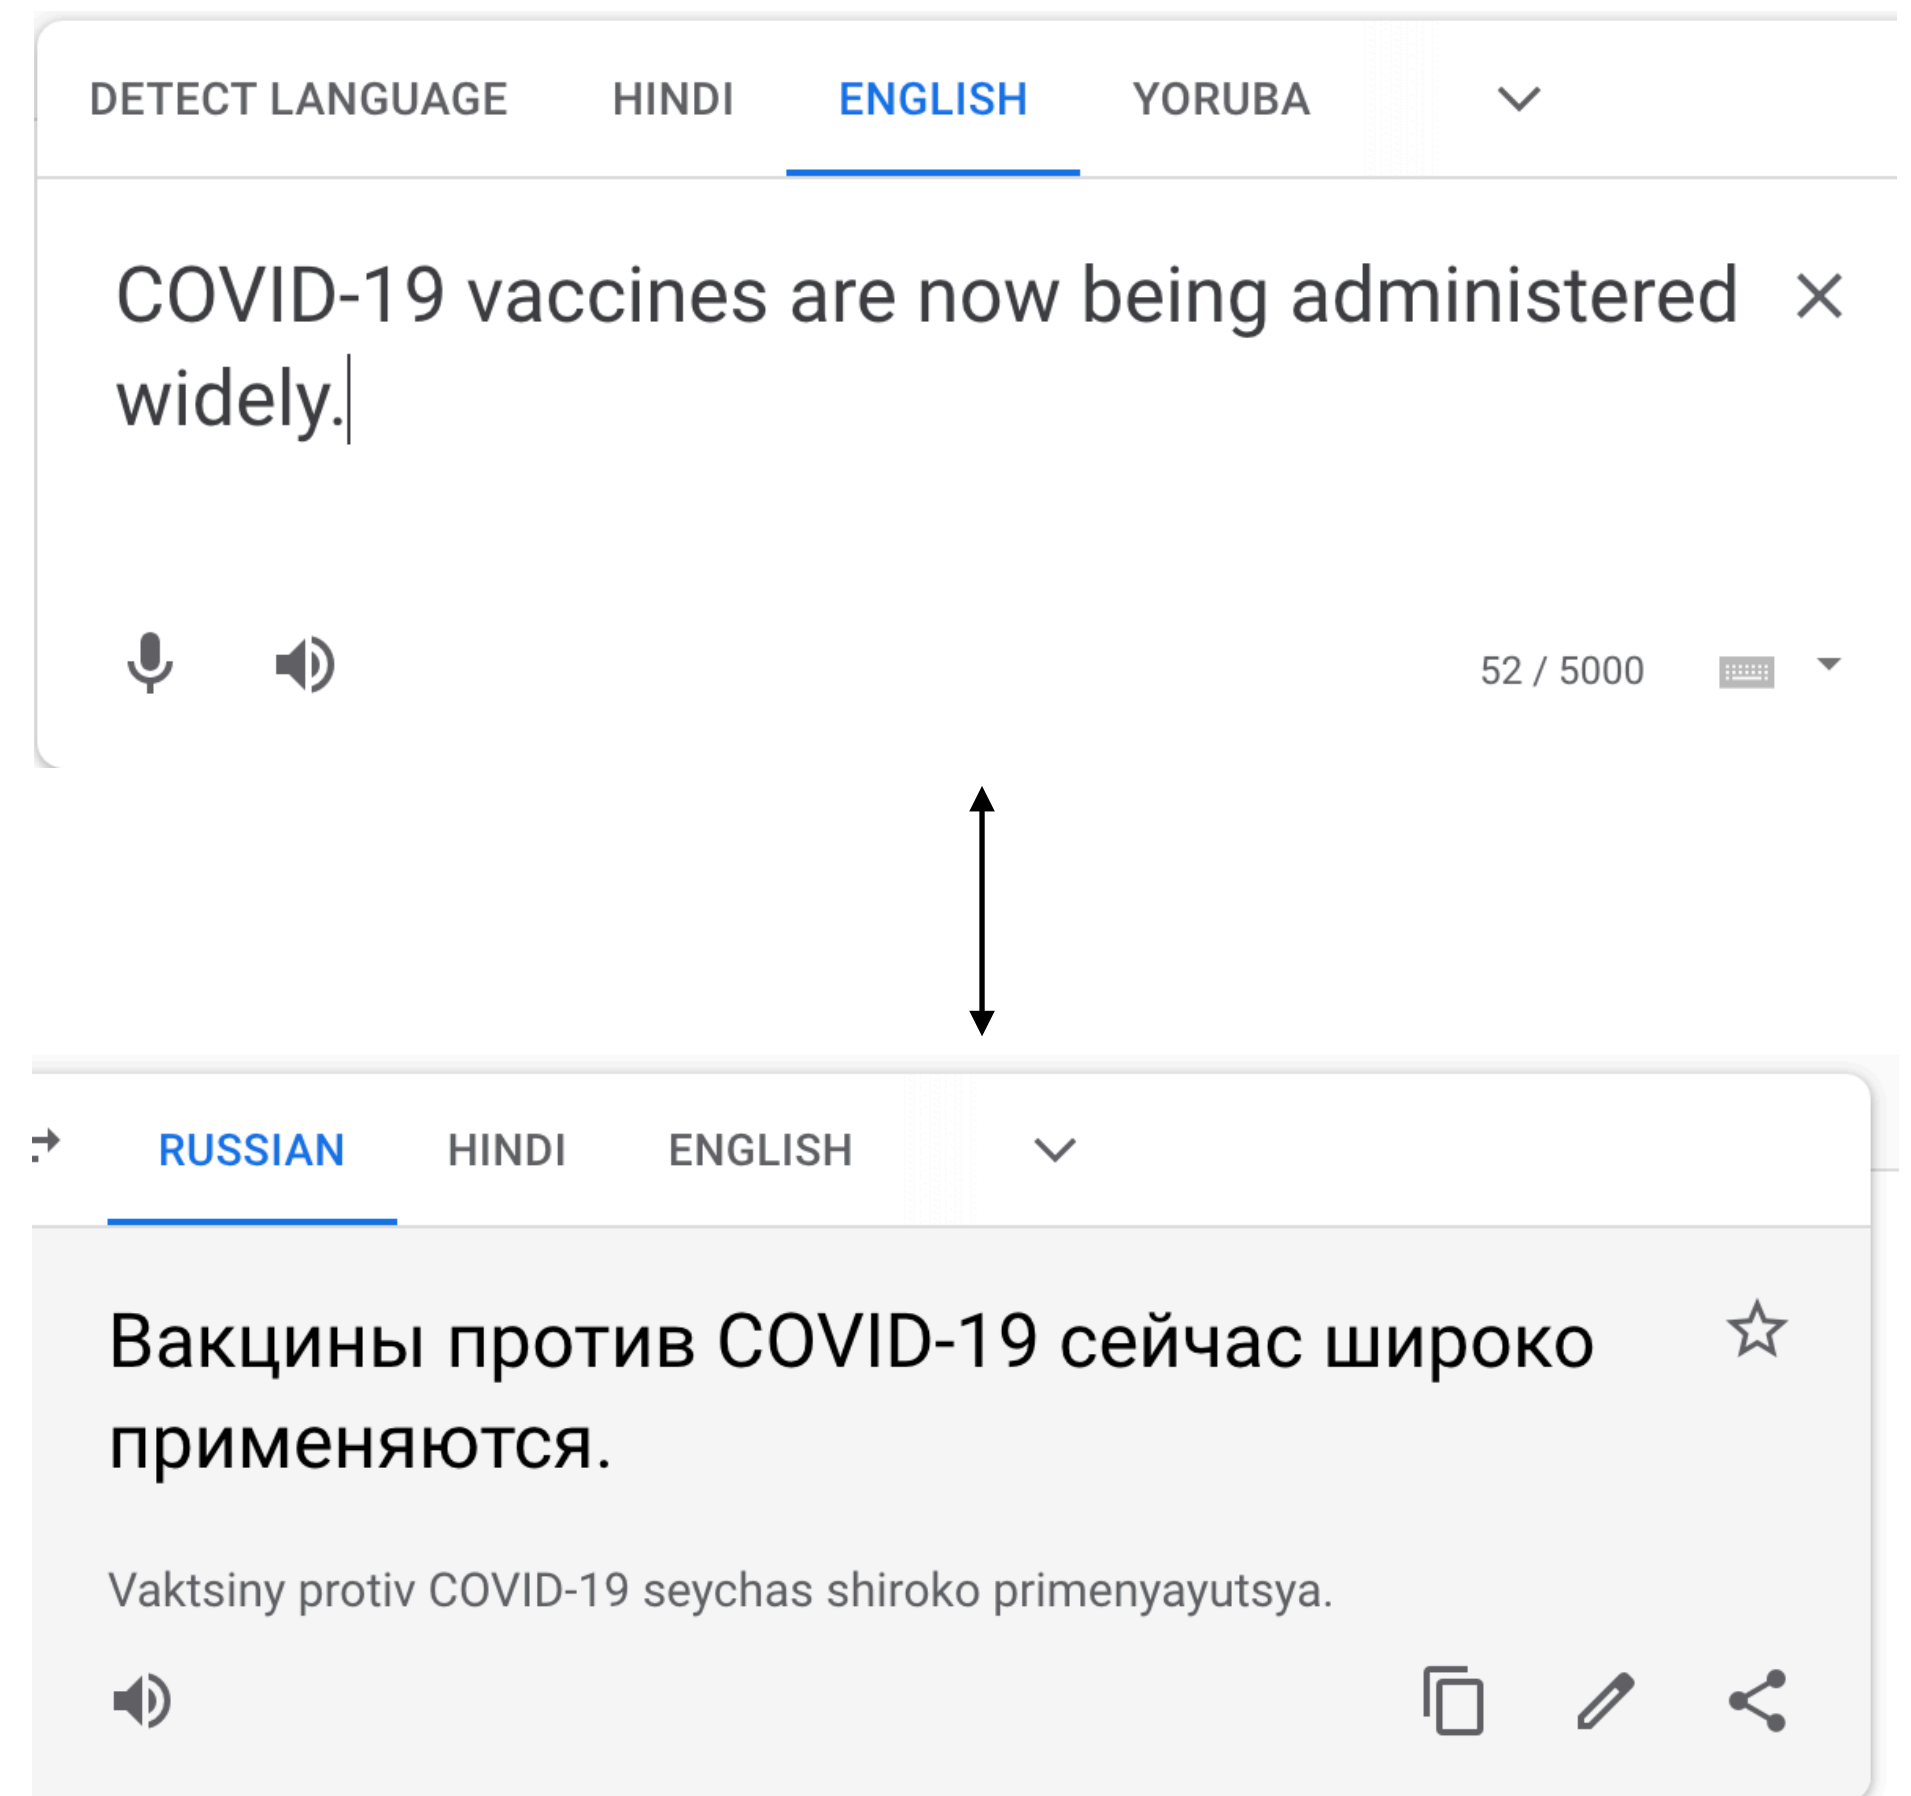 DETECT LANGUAGE HINDI ENGLISH YORUBA
COVID-19 vaccines are now being administered
widely.
52 / 5000
RUSSIAN HINDI ENGLISH
Вакцины против COVID-19 сейчас широко
применяются.
Vaktsiny protiv COVID-19 seychas shiroko primenyayutsya.